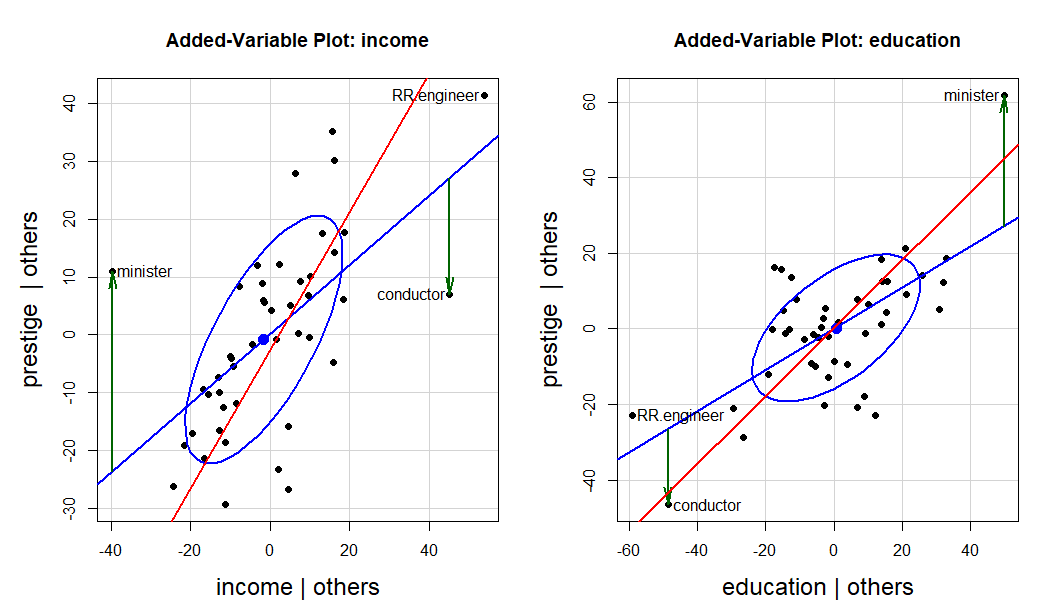 Added-Variable Plot: income
prestige | others
40
30
20
10
0
-10
-20
-30
RR.engineer
minister
conductor
-40
-20
0
20
40
income | others
Added-Variable Plot: education
prestige | others
60
40
20
0
-20
-40
minister
RR.engineer
conductor
-60
-40
-20
0
20
40
education | others